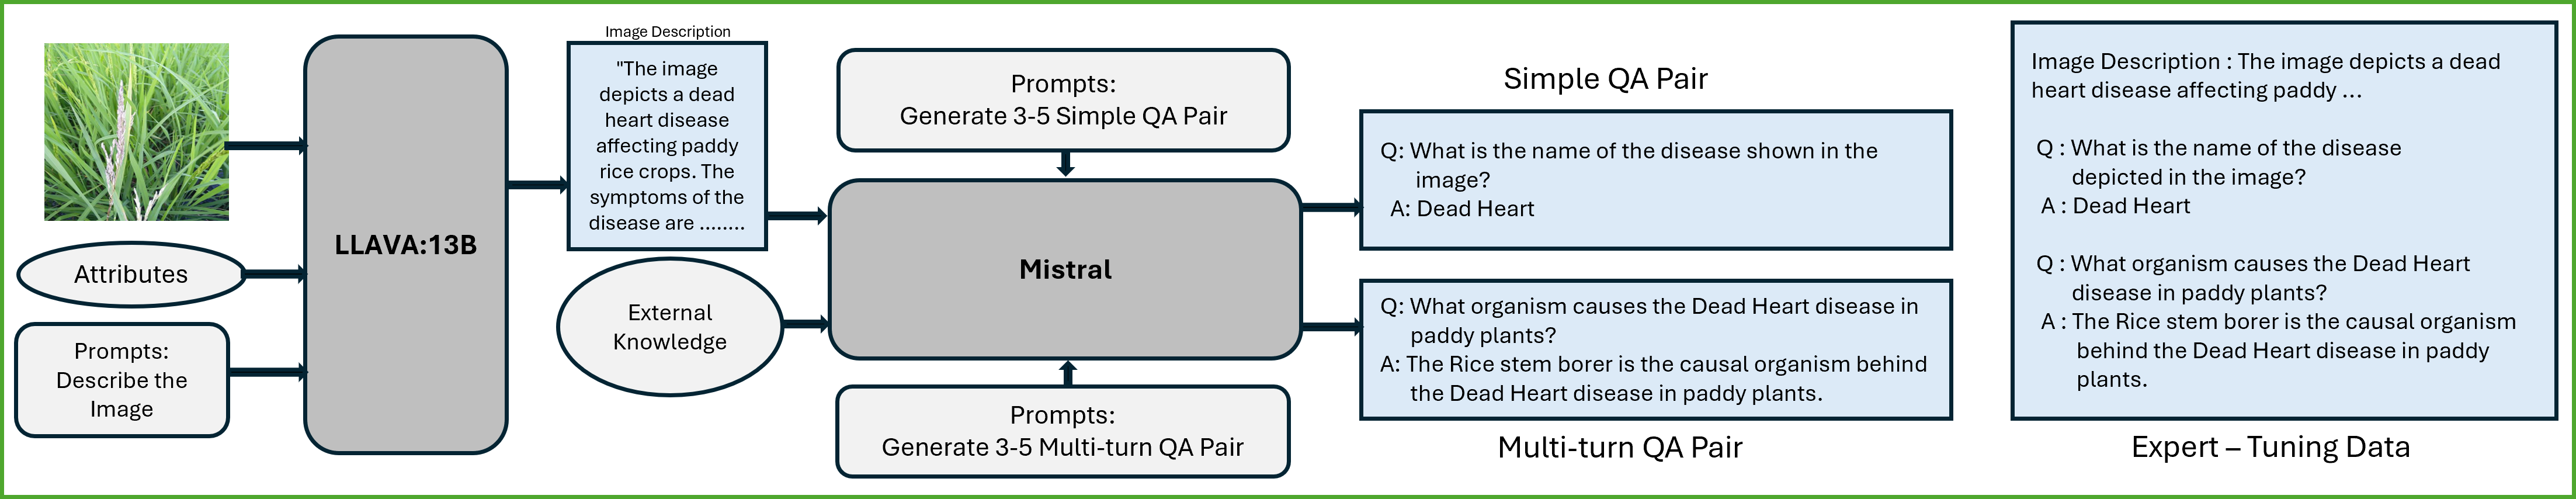 Attributes
Prompts:
Describe the
Image
LLAVA:13B
Image Description
"The image
depicts a dead
heart disease
affecting paddy
rice crops. The
symptoms of the
disease are ........
External
Knowledge
Prompts:
Generate 3-5 Simple QA Pair
Mistral
Prompts:
Generate 3-5 Multi-turn QA Pair
Simple QA Pair
Q: What is the name of the disease shown in the
image?
A: Dead Heart
Q: What organism causes the Dead Heart disease in
paddy plants?
A: The Rice stem borer is the causal organism behind
the Dead Heart disease in paddy plants.
Multi-turn QA Pair
Image Description : The image depicts a dead
heart disease affecting paddy ...
Q : What is the name of the disease
depicted in the image?
A : Dead Heart
Q : What organism causes the Dead Heart
disease in paddy plants?
A : The Rice stem borer is the causal organism
behind the Dead Heart disease in paddy
plants.
Expert – Tuning Data